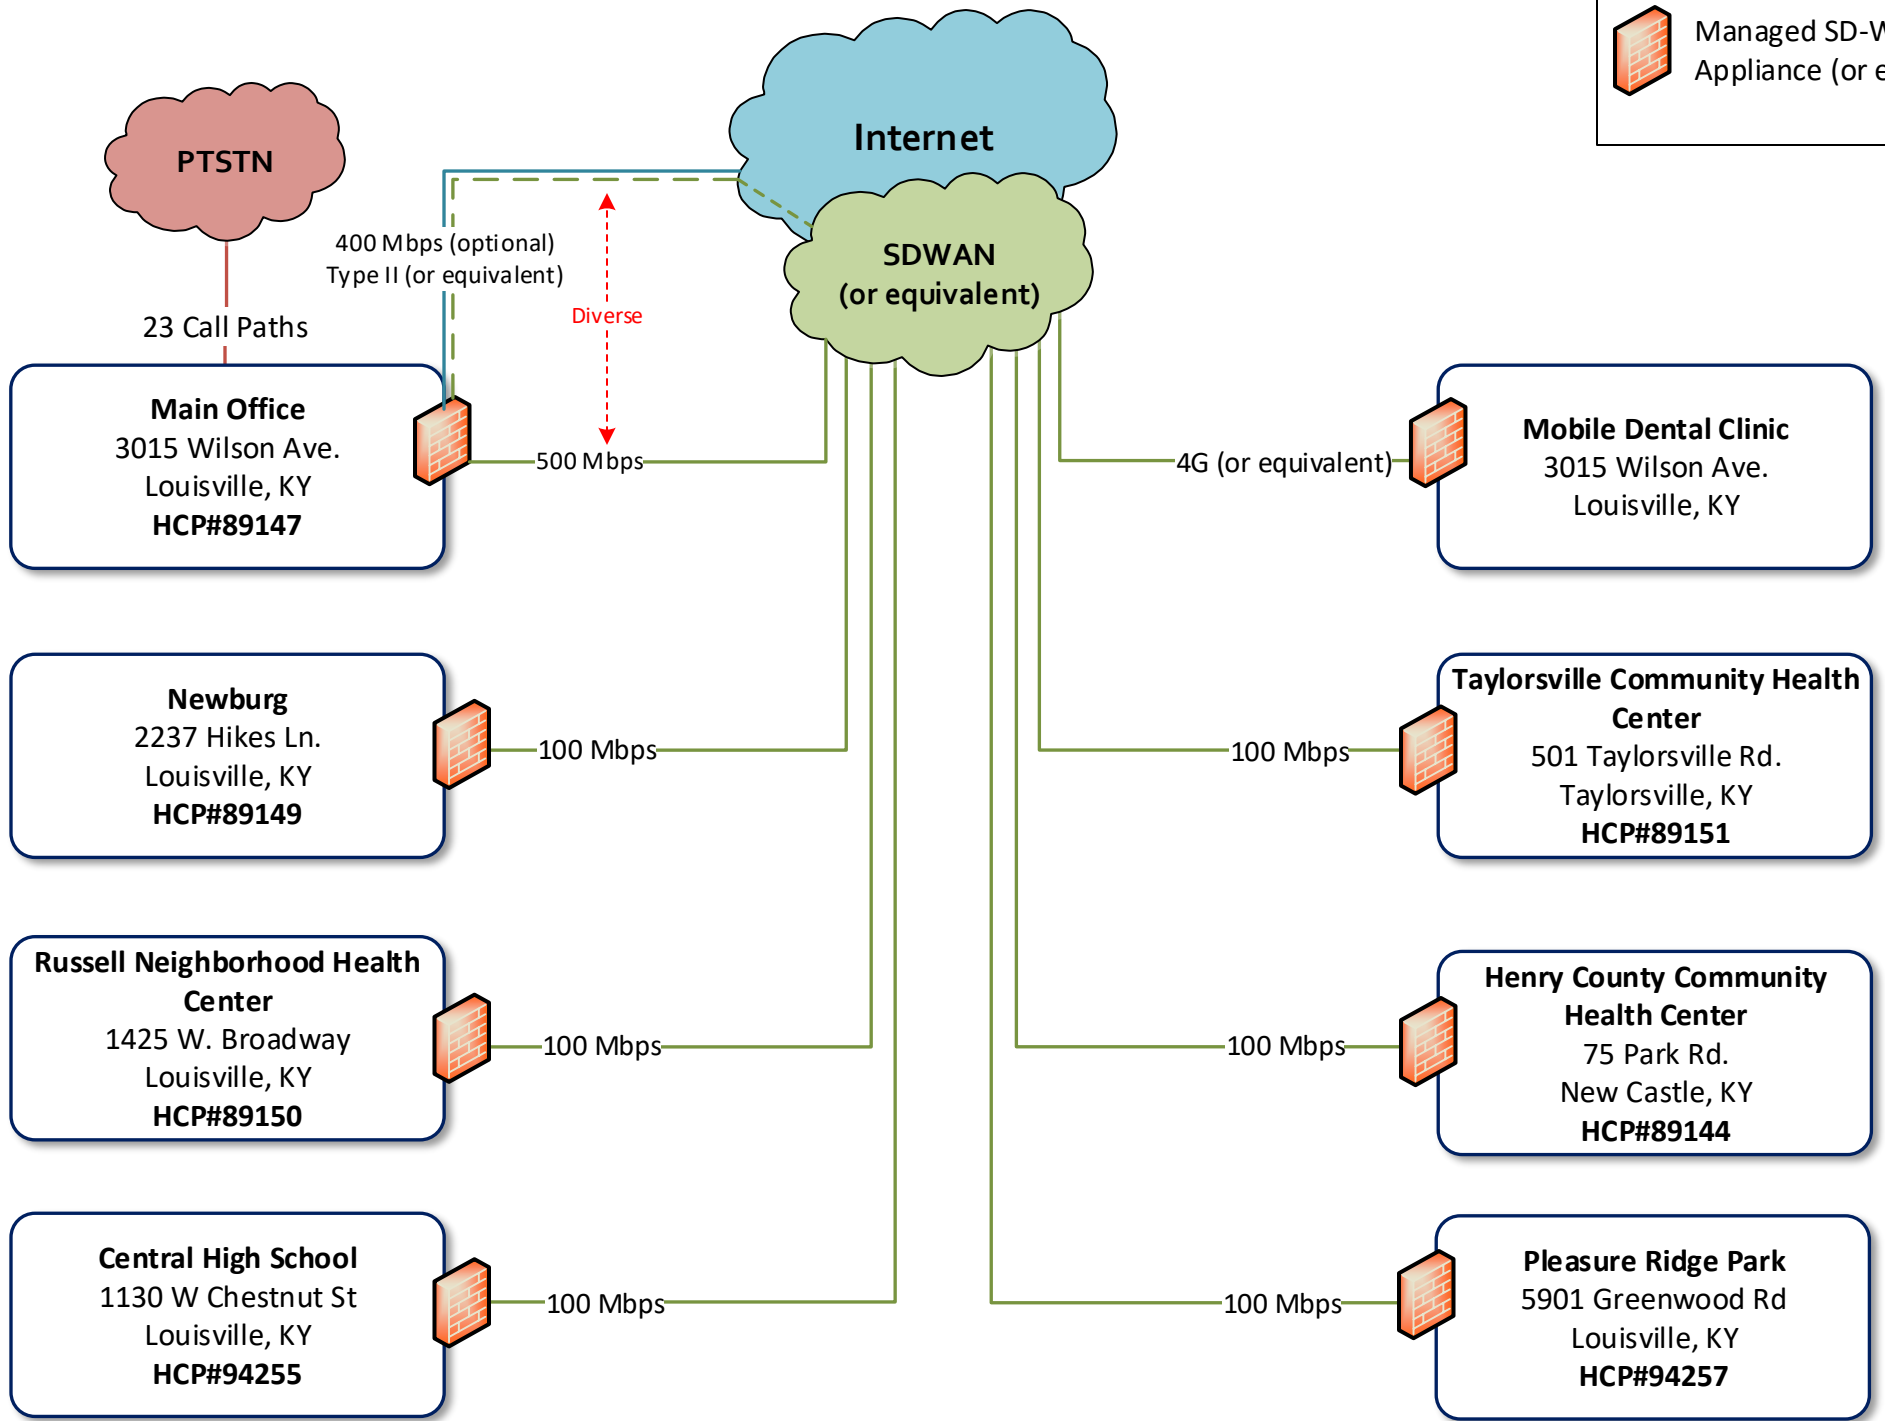 Managed SD-W
Appliance (or e
Internet
PTSTN
SDWAN
(or equivalent)
400 Mbps (optional)
Type II (or equivalent)
Diverse
23 Call Paths
Main Office
3015 Wilson Ave.
Louisville, KY
HCP#89147
500 Mbps
4G (or equivalent)
Mobile Dental Clinic
3015 Wilson Ave.
Louisville, KY
Newburg
2237 Hikes Ln.
Louisville, KY
HCP#89149
100 Mbps
100 Mbps
Taylorsville Community Health
Center
501 Taylorsville Rd.
Taylorsville, KY
HCP#89151
Russell Neighborhood Health
Center
1425 W. Broadway
Louisville, KY
HCP#89150
100 Mbps
100 Mbps
Henry County Community
Health Center
75 Park Rd.
New Castle, KY
HCP#89144
Central High School
1130 W Chestnut St
Louisville, KY
HCP#94255
100 Mbps
100 Mbps
Pleasure Ridge Park
5901 Greenwood Rd
Louisville, KY
HCP#94257